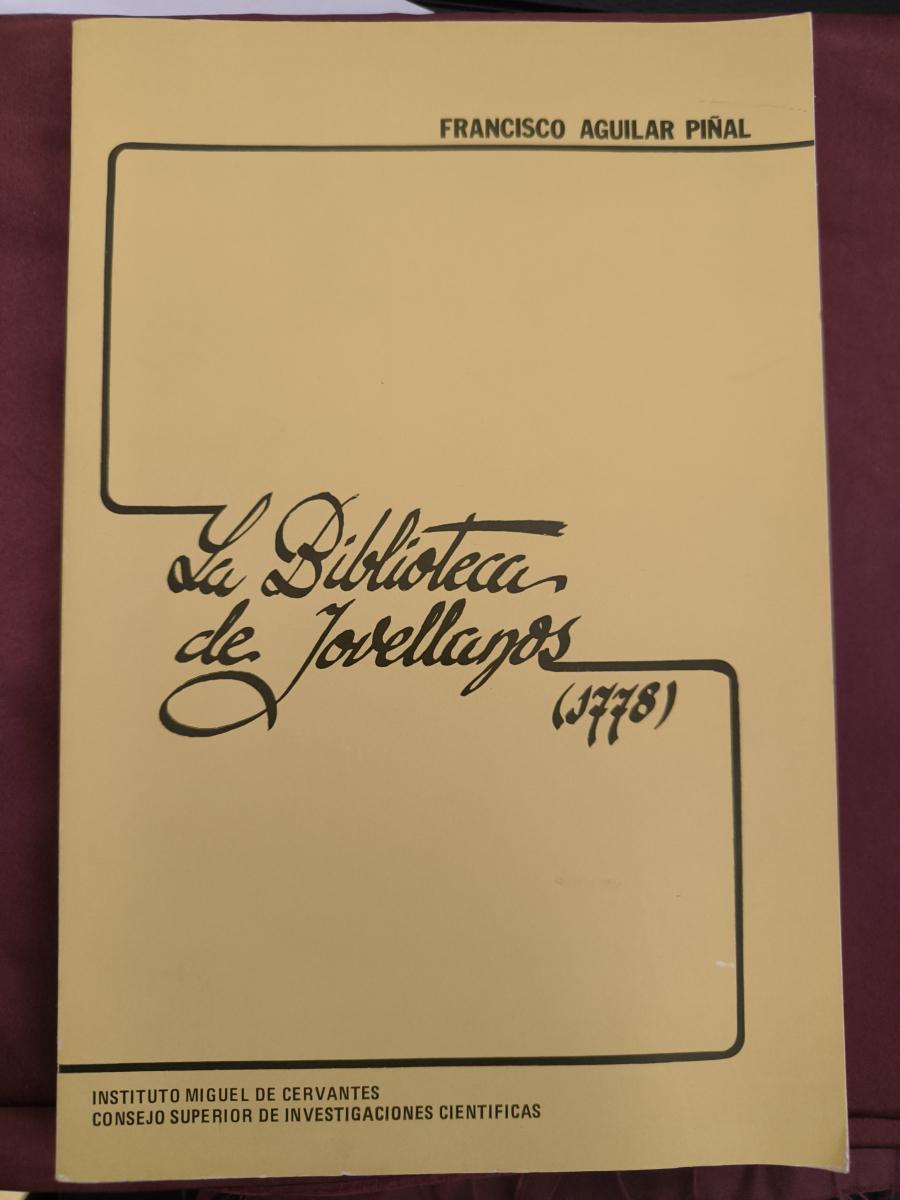 FRANCISCO AGUILAR PIÑAL
La Biblioteca
de Jovellanos
(1778)
INSTITUTO MIGUEL DE CERVANTES
CONSEJO SUPERIOR DE INVESTIGACIONES CIENTIFICAS